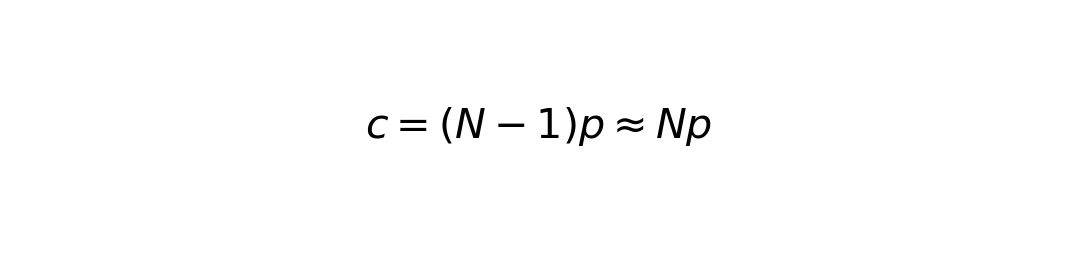 c = (N − 1)p ≈ Np